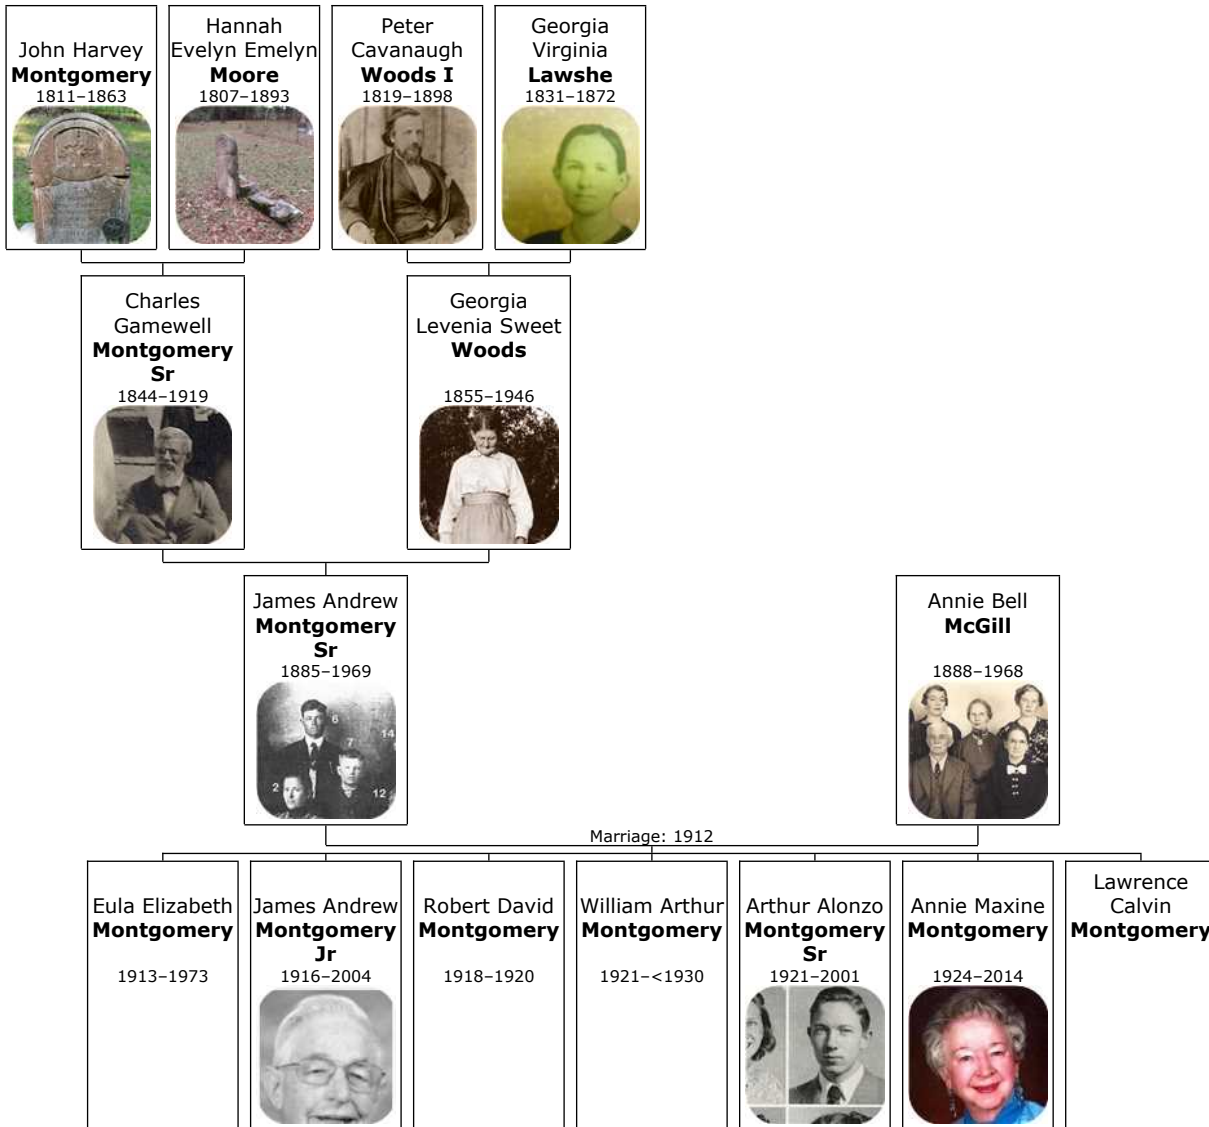 John Harvey
Montgomery
1811–1863
Hannah
Evelyn Emelyn
Moore
1807–1893
Peter
Cavanaugh
Woods I
1819–1898
Georgia
Virginia
Lawshe
1831–1872
Charles
Gamewell
Montgomery
Sr
1844–1919
Georgia
Levenia Sweet
Woods
1855–1946
James Andrew
Montgomery
Sr
1885–1969
6
7
14
2
12
Annie Bell
McGill
1888–1968
Marriage: 1912
Eula Elizabeth
Montgomery
1913–1973
James Andrew
Montgomery
Jr
1916–2004
Robert David
Montgomery
1918–1920
William Arthur
Montgomery
1921–<1930
Arthur Alonzo
Montgomery
Sr
1921–2001
Annie Maxine
Montgomery
1924–2014
Lawrence
Calvin
Montgomery